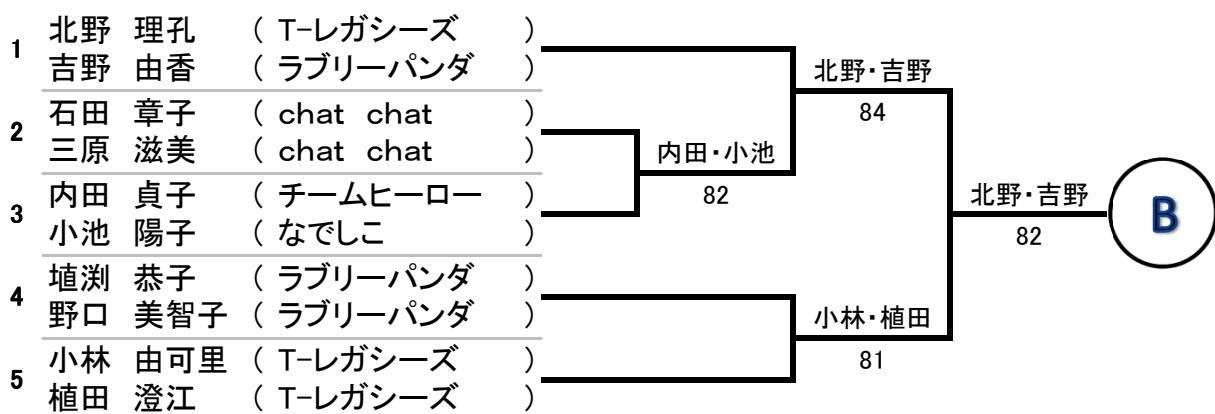 1 北野 理孔 ( T-レガシーズ )
吉野 由香 ( ラブリーパンダ )
2 石田 章子 ( chat chat )
三原 滋美 ( chat chat )
3 内田 貞子 ( チームヒーロー )
小池 陽子 ( なでしこ )
4 埴渕 恭子 ( ラブリーパンダ )
野口 美智子 ( ラブリーパンダ )
5 小林 由可里 ( T-レガシーズ )
植田 澄江 ( T-レガシーズ )
内田・小池
82
北野・吉野
84
小林・植田
81
北野・吉野
82
B